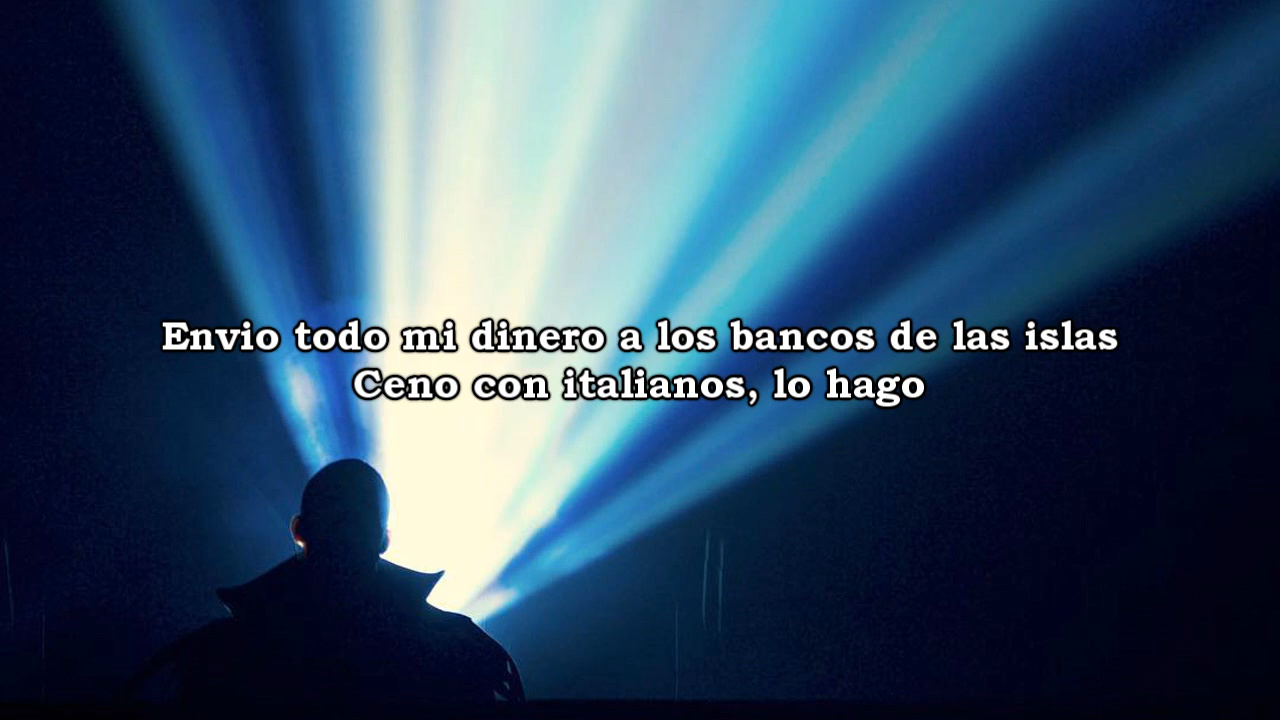 Envio todo mi dinero a los bancos de las islas
Ceno con italianos, lo hago